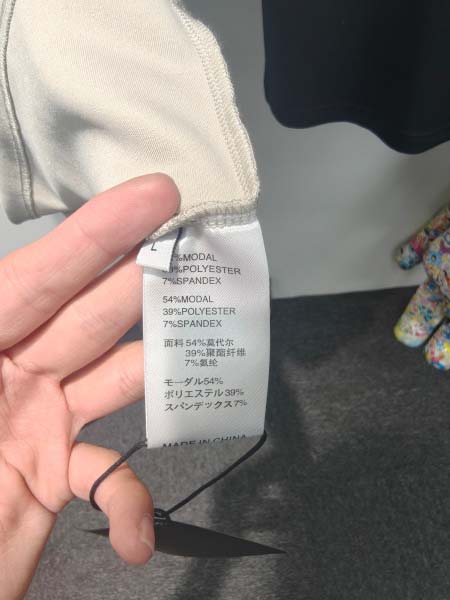 L
%MODAL
%POLYESTER
7%SPANDEX
54%MODAL
39%POLYESTER
7%SPANDEX
面料54%莫代尔
39%聚酯纤维
7%氨纶
モーダル54%
ポリエステル39%
スパンデックス7%
MADE IN CHINA